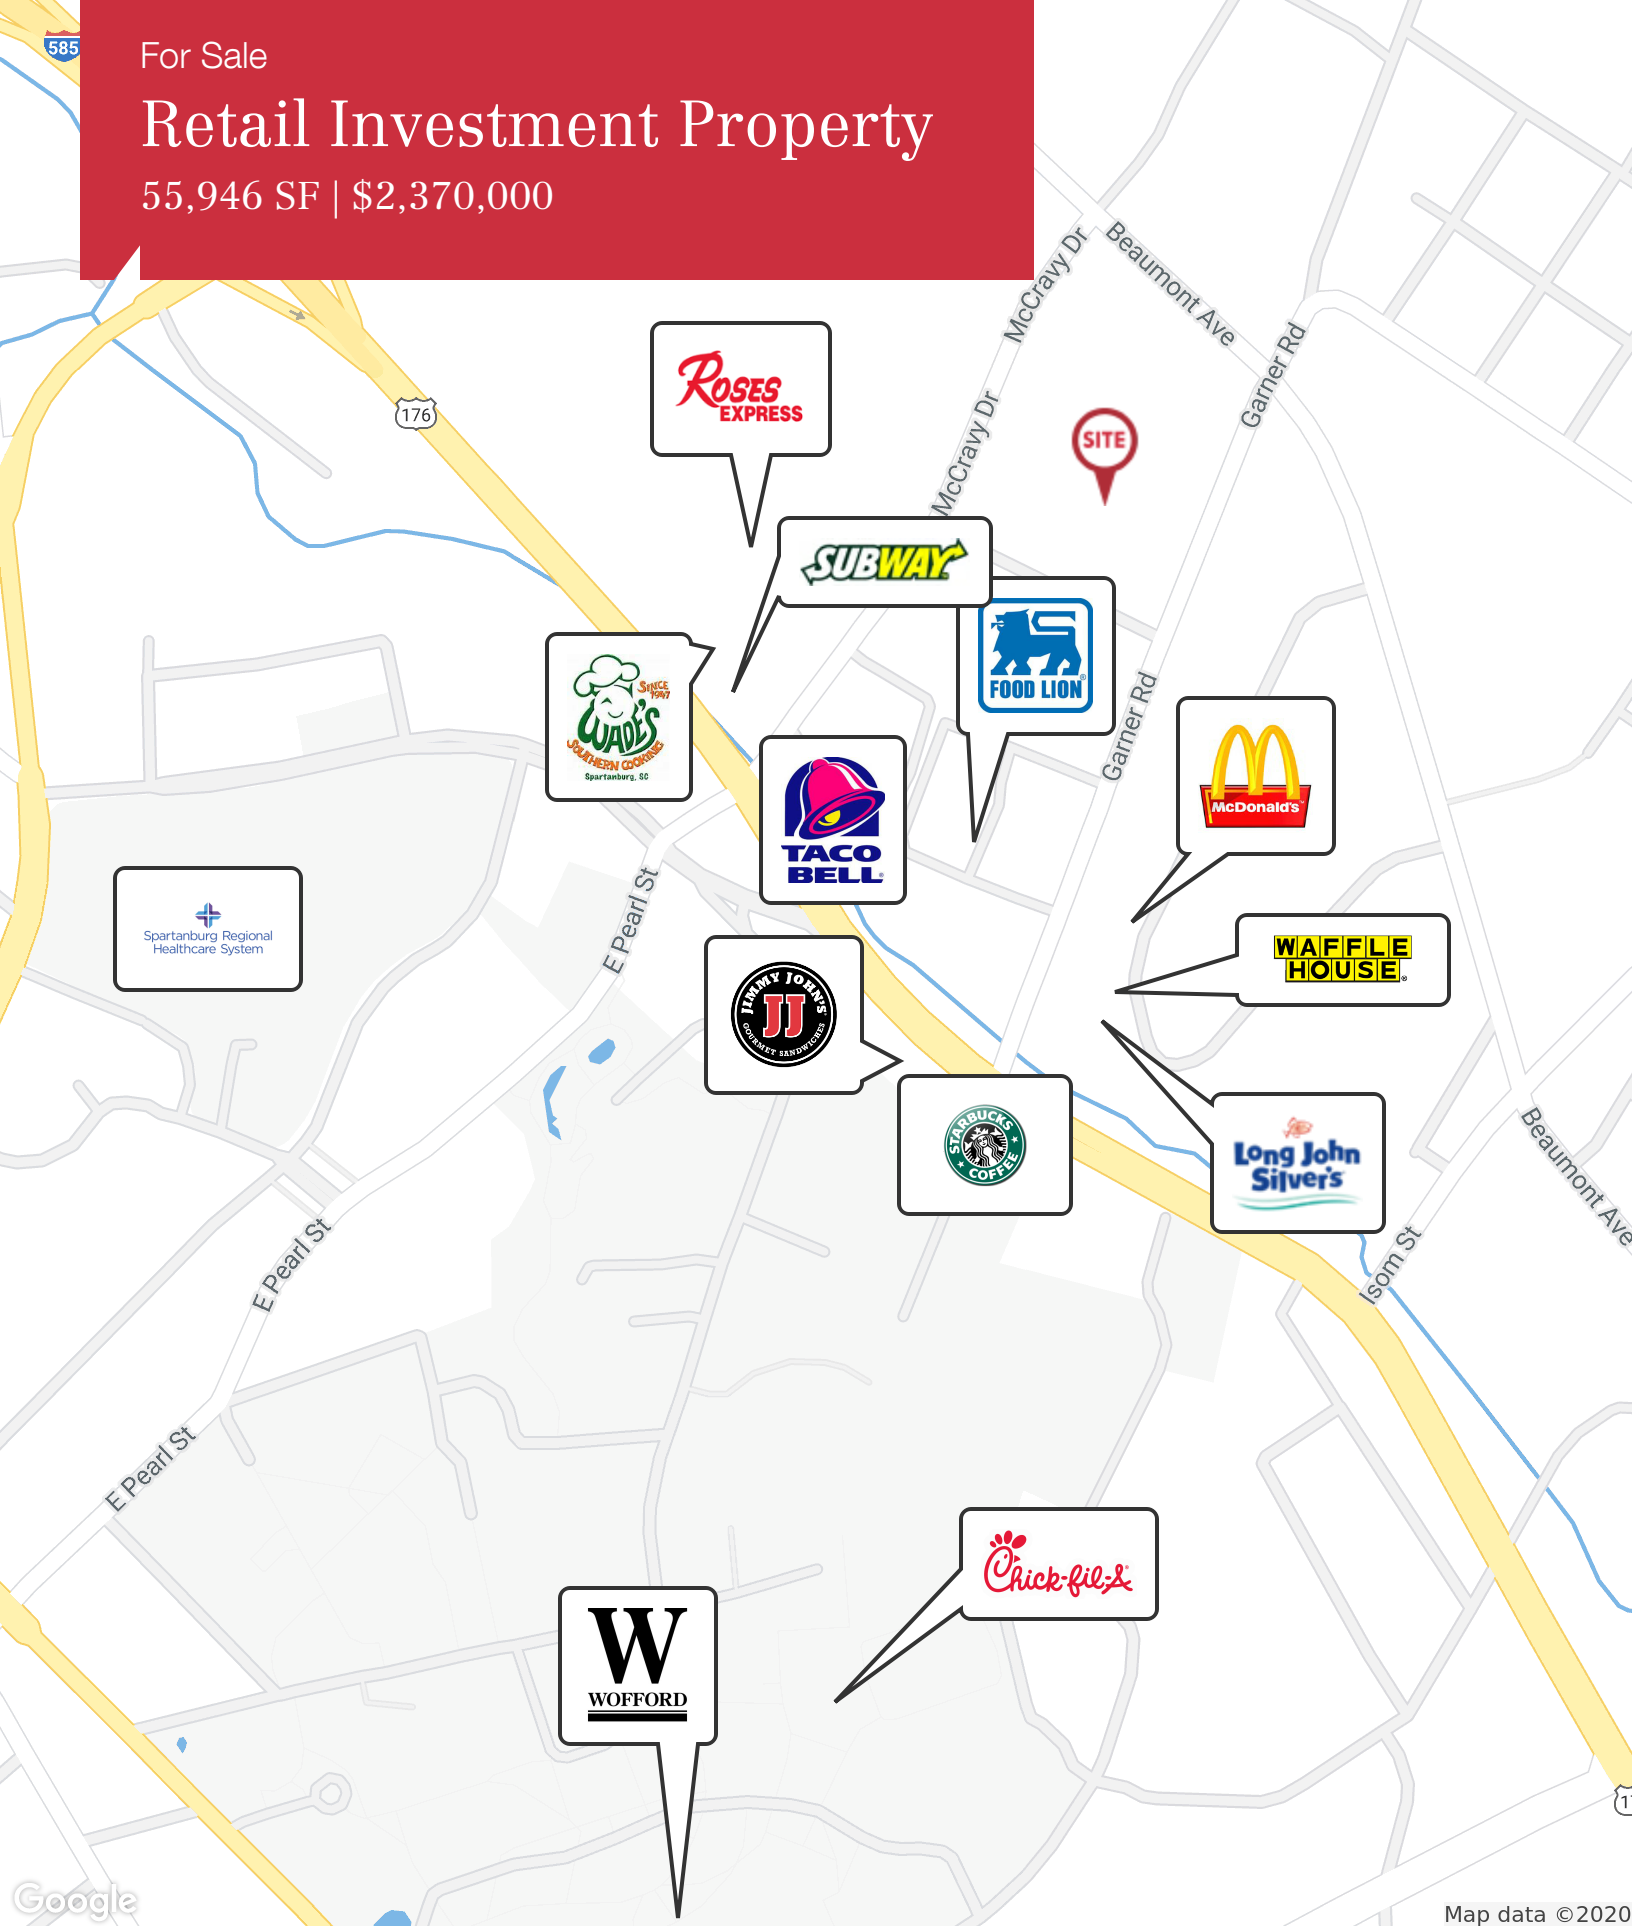 585
For Sale
Retail Investment Property
55,946 SF | $2,370,000
McCravy Dr
Beaumont Ave
Garner Rd
ROSES
EXPRESS
176
McCravy Dr
SITE
SUBWAY
FOOD LION®
SINCE
1947
WADE'S
SOUTHERN COOKING
Spartanburg, SC
Garner Rd
McDonald's
TACO
BELL®
E Pearl St
Spartanburg Regional
Healthcare System
WAFFLE
HOUSE®
JIMMY JOHN'S
JJ
GOURMET SANDWICHES
STARBUCKS
COFFEE
Long John
Silver's
Beaumont Ave
Isom St
E Pearl St
E Pearl St
Chick-fil-A
W
WOFFORD
Google
Map data ©2020